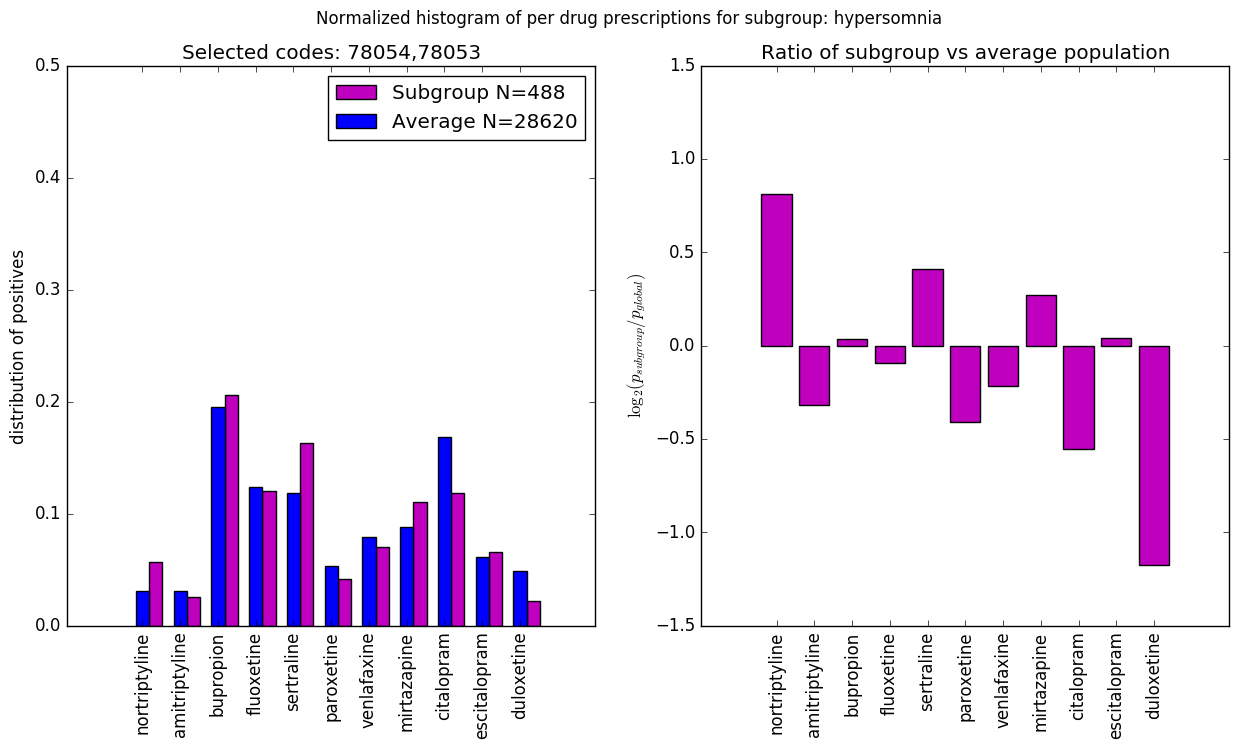 Normalized histogram of per drug prescriptions for subgroup: hypersomnia
Selected codes: 78054,78053
Subgroup N=488
Average N=28620
distribution of positives
0.5
0.4
0.3
0.2
0.1
0.0
nortriptyline
amitriptyline
bupropion
fluoxetine
sertraline
paroxetine
venlafaxine
mirtazapine
citalopram
escitalopram
duloxetine
Ratio of subgroup vs average population
log₂(p_subgroup/p_global)
1.5
1.0
0.5
0.0
−0.5
−1.0
−1.5
nortriptyline
amitriptyline
bupropion
fluoxetine
sertraline
paroxetine
venlafaxine
mirtazapine
citalopram
escitalopram
duloxetine